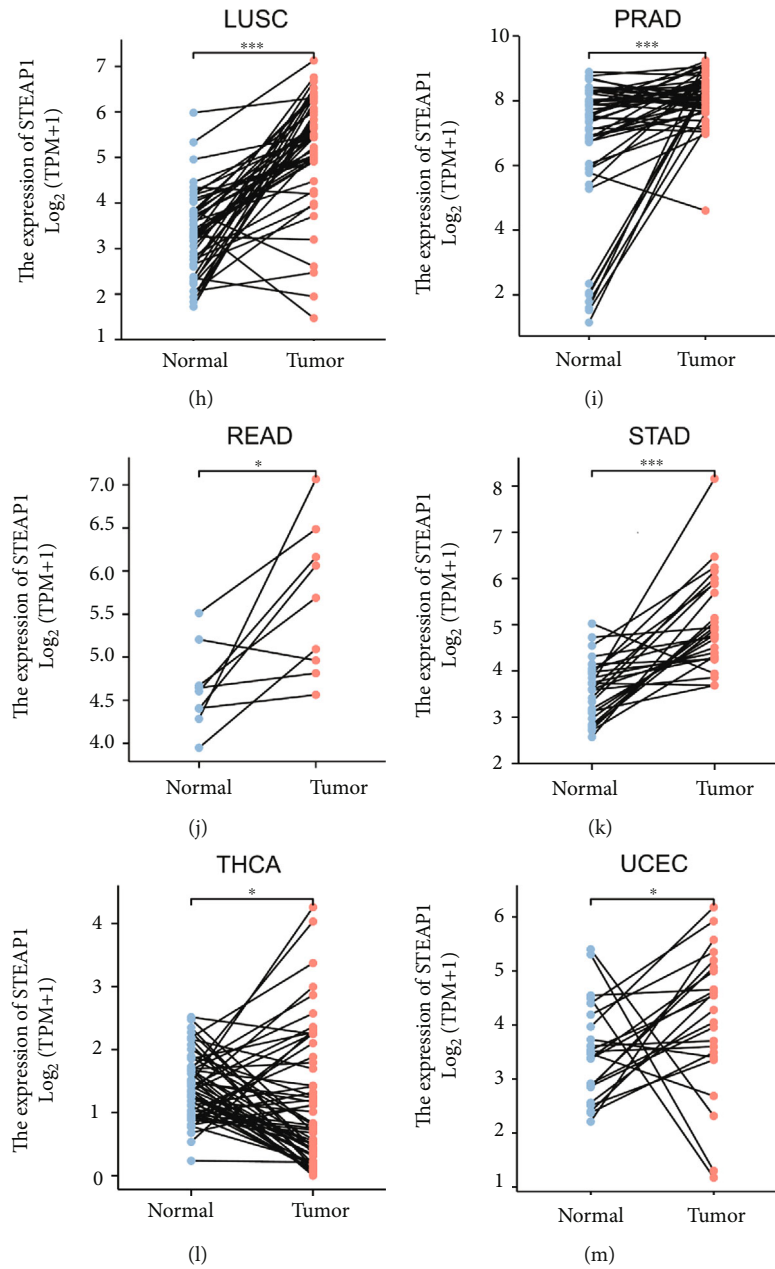 LUSC
***
The expression of STEAP1
Log2 (TPM+1)
7
6
5
4
3
2
1
Normal
Tumor
(h)
PRAD
***
The expression of STEAP1
Log2 (TPM+1)
10
8
6
4
2
Normal
Tumor
(i)
READ
*
The expression of STEAP1
Log2 (TPM+1)
7.0
6.5
6.0
5.5
5.0
4.5
4.0
Normal
Tumor
(j)
STAD
***
The expression of STEAP1
Log2 (TPM+1)
8
7
6
5
4
3
2
Normal
Tumor
(k)
THCA
*
The expression of STEAP1
Log2 (TPM+1)
4
3
2
1
0
Normal
Tumor
(l)
UCEC
*
The expression of STEAP1
Log2 (TPM+1)
6
5
4
3
2
1
Normal
Tumor
(m)